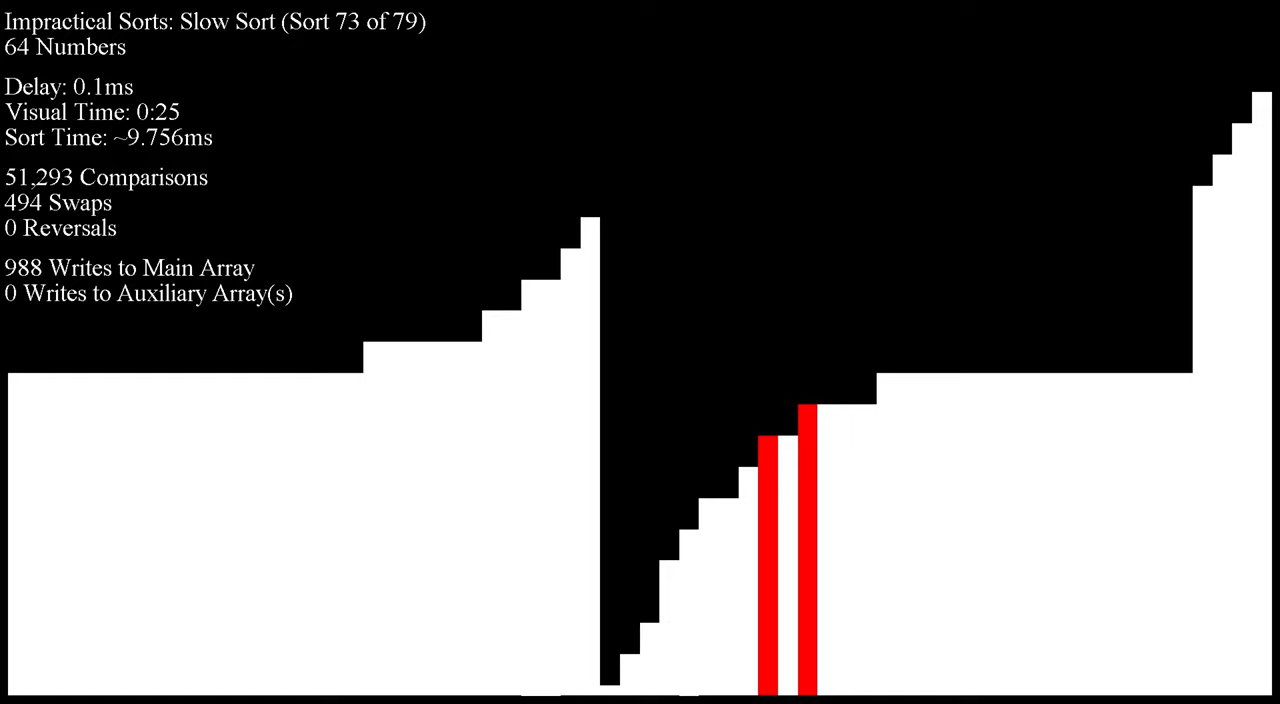 Impractical Sorts: Slow Sort (Sort 73 of 79)
64 Numbers
Delay: 0.1ms
Visual Time: 0:25
Sort Time: ~9.756ms
51,293 Comparisons
494 Swaps
0 Reversals
988 Writes to Main Array
0 Writes to Auxiliary Array(s)